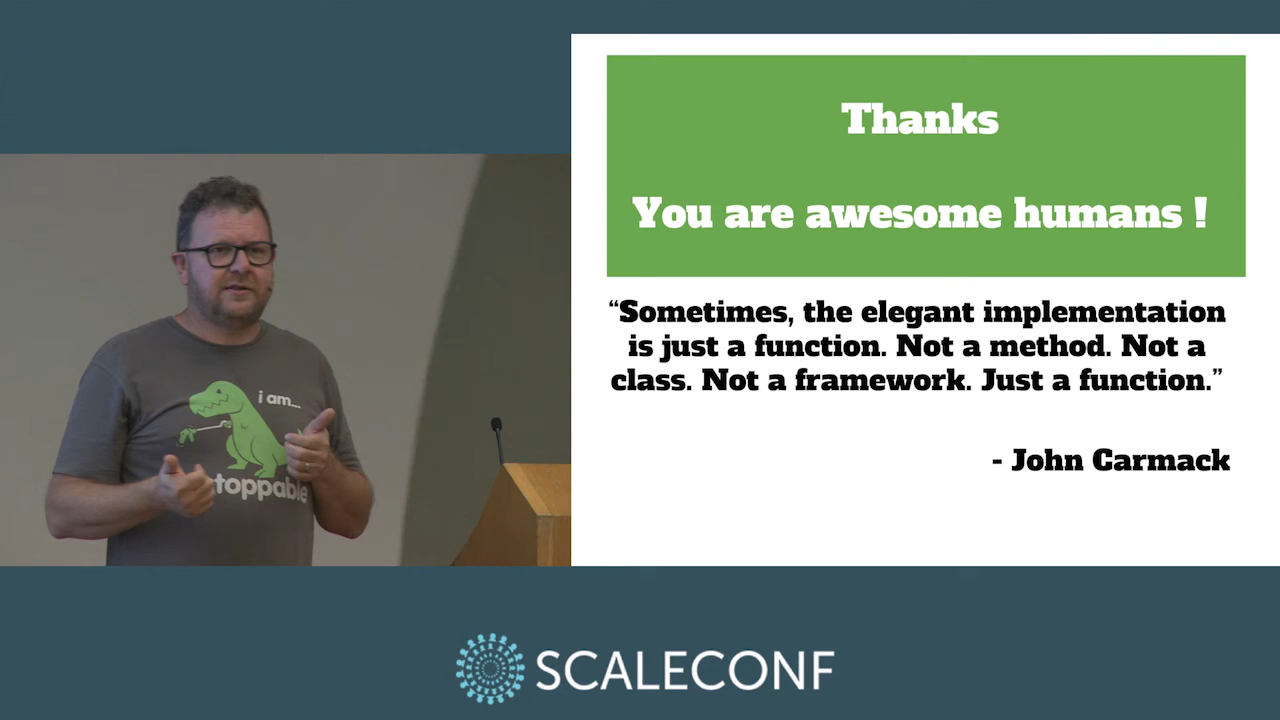 Thanks
You are awesome humans !
“Sometimes, the elegant implementation
is just a function. Not a method. Not a
class. Not a framework. Just a function.”
- John Carmack
i am...
toppable
SCALECONF